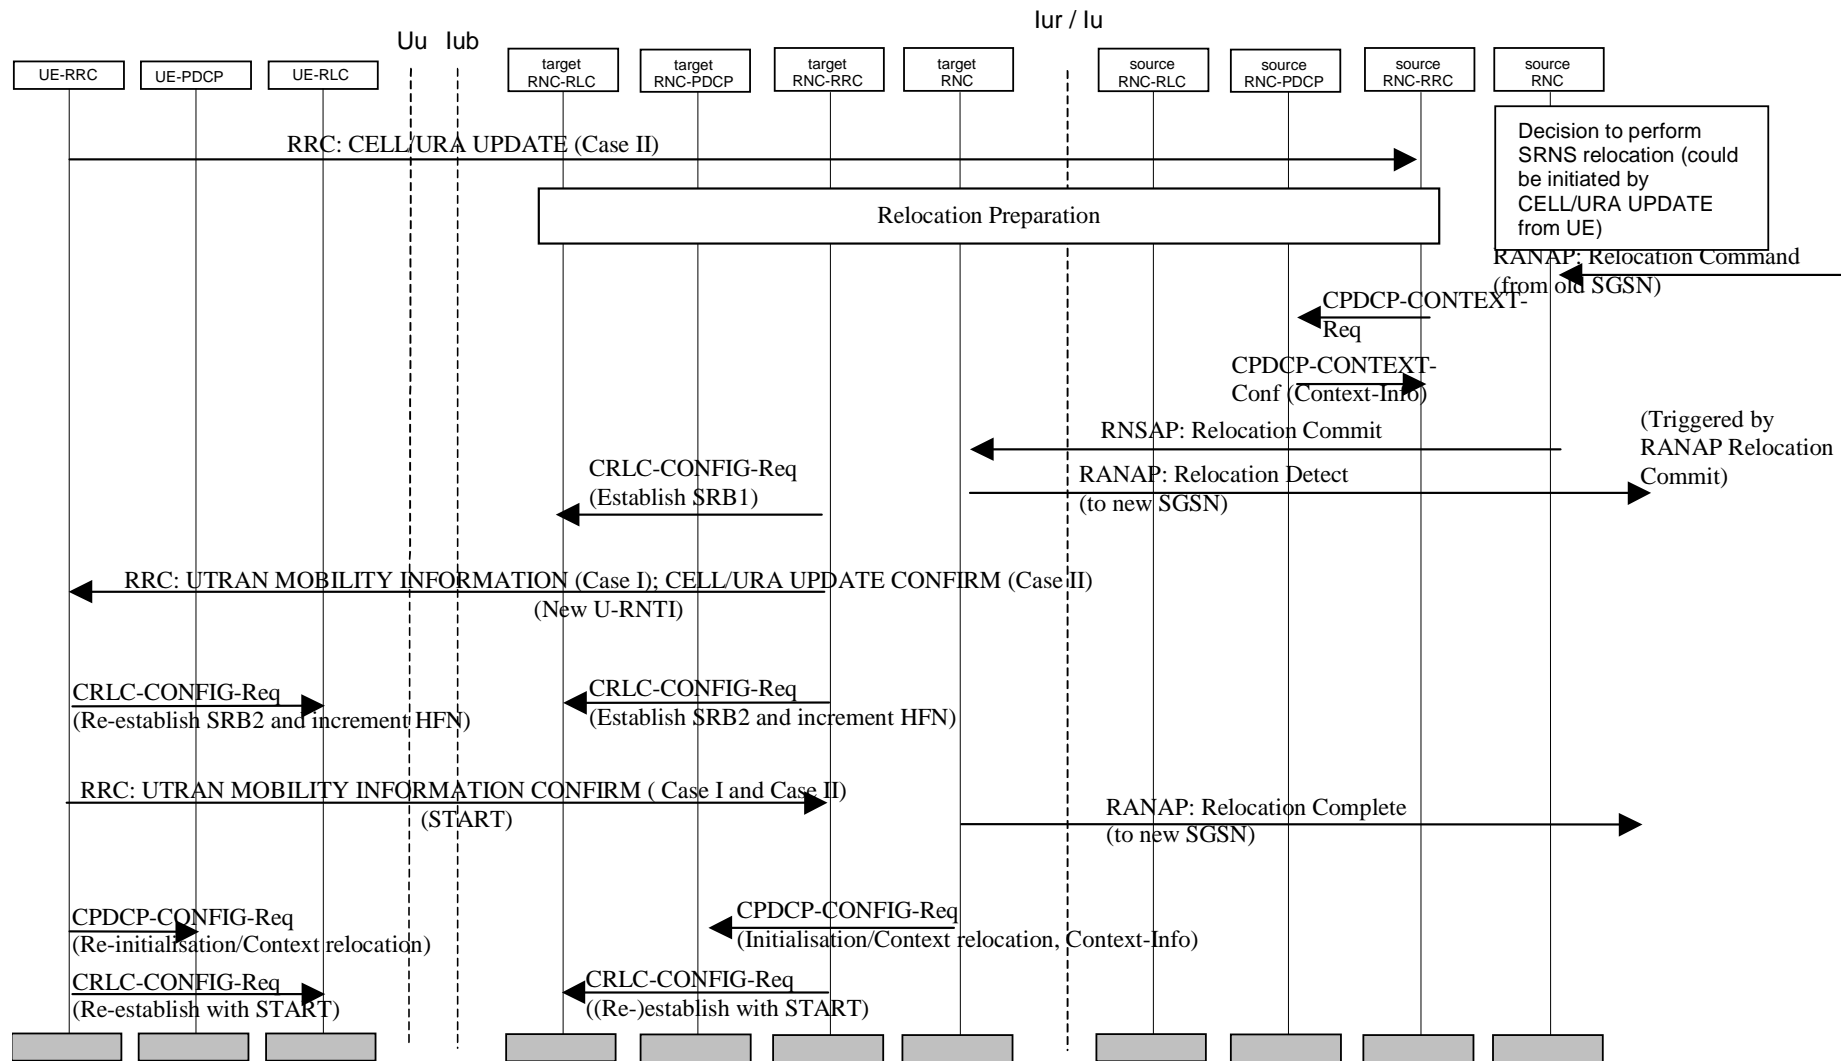 Iur / Iu
Uu Iub
UE-RRC
UE-PDCP
UE-RLC
target
RNC-RLC
target
RNC-PDCP
target
RNC-RRC
target
RNC
source
RNC-RLC
source
RNC-PDCP
source
RNC-RRC
source
RNC
Decision to perform
SRNS relocation (could
be initiated by
CELL/URA UPDATE
from UE)
RRC: CELL/URA UPDATE (Case II)
Relocation Preparation
RANAP: Relocation Command
(from old SGSN)
CPDCP-CONTEXT-
Req
CPDCP-CONTEXT-
Conf (Context-Info)
RNSAP: Relocation Commit
(Triggered by
RANAP Relocation
Commit)
CRLC-CONFIG-Req
(Establish SRB1)
RANAP: Relocation Detect
(to new SGSN)
RRC: UTRAN MOBILITY INFORMATION (Case I); CELL/URA UPDATE CONFIRM (Case II)
(New U-RNTI)
CRLC-CONFIG-Req
(Re-establish SRB2 and increment HFN)
CRLC-CONFIG-Req
(Establish SRB2 and increment HFN)
RRC: UTRAN MOBILITY INFORMATION CONFIRM ( Case I and Case II)
(START)
RANAP: Relocation Complete
(to new SGSN)
CPDCP-CONFIG-Req
(Re-initialisation/Context relocation)
CPDCP-CONFIG-Req
(Initialisation/Context relocation, Context-Info)
CRLC-CONFIG-Req
(Re-establish with START)
CRLC-CONFIG-Req
((Re-)establish with START)